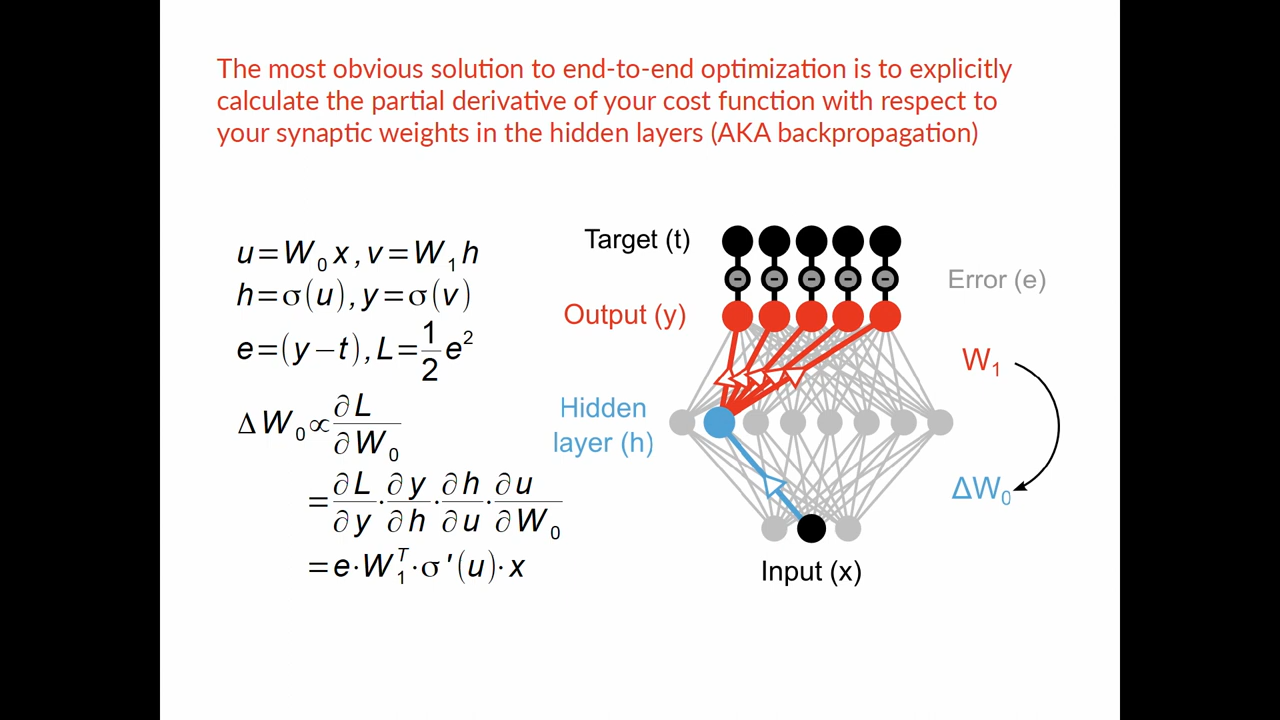 The most obvious solution to end-to-end optimization is to explicitly
calculate the partial derivative of your cost function with respect to
your synaptic weights in the hidden layers (AKA backpropagation)
u=W₀x, v=W₁h
h=σ(u), y=σ(v)
e=(y−t), L=1/2 e²
ΔW₀∝∂L/∂W₀
=∂L/∂y·∂y/∂h·∂h/∂u·∂u/∂W₀
=e·W₁ᵀ·σ'(u)·x
Target (t)
- - - - -
Error (e)
Output (y)
W₁
Hidden
layer (h)
ΔW₀
Input (x)